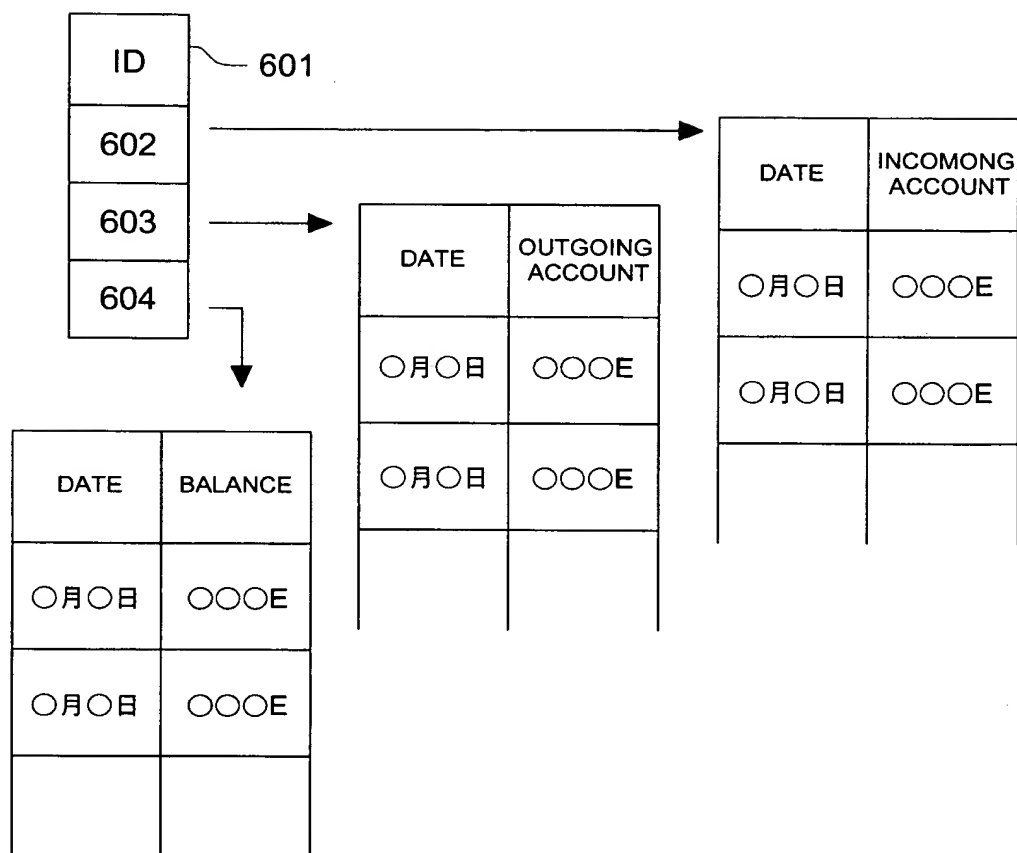 ID
601
602
603
604
DATE
INCOMONG
ACCOUNT
○月○日
○○○E
○月○日
○○○E
DATE
OUTGOING
ACCOUNT
○月○日
○○○E
○月○日
○○○E
DATE
BALANCE
○月○日
○○○E
○月○日
○○○E